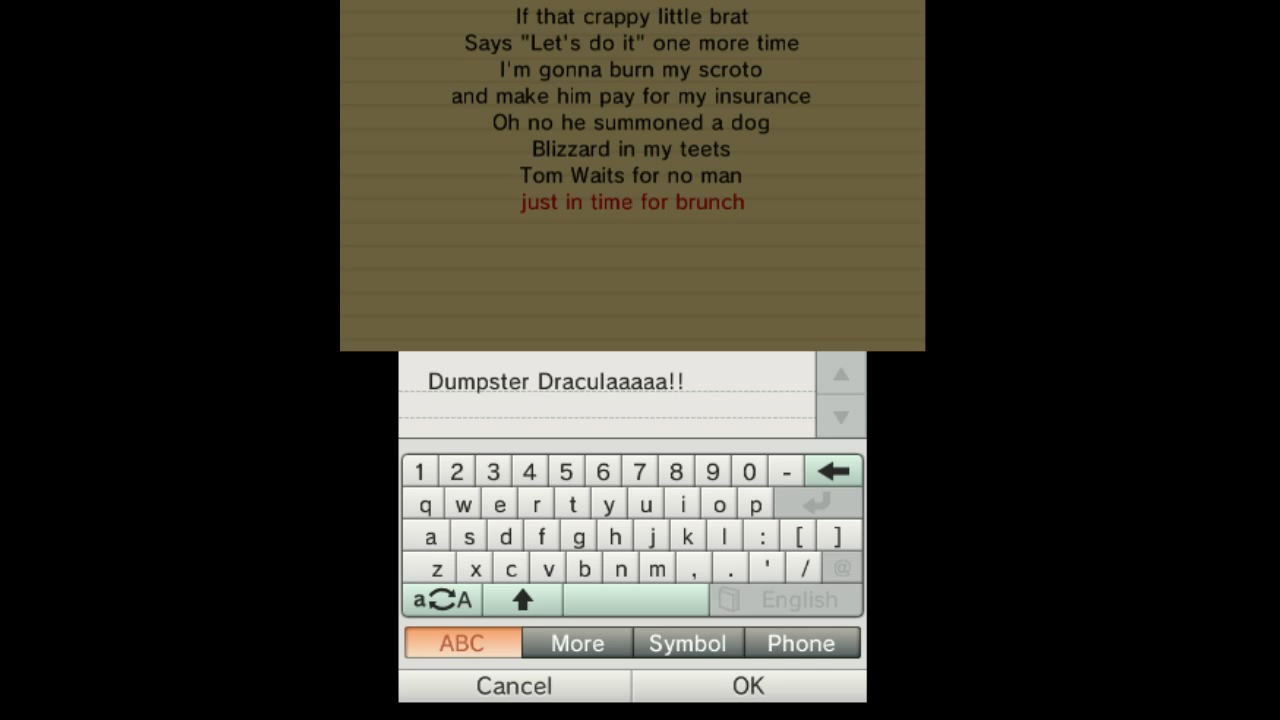 If that crappy little brat
Says "Let's do it" one more time
I'm gonna burn my scroto
and make him pay for my insurance
Oh no he summoned a dog
Blizzard in my teets
Tom Waits for no man
just in time for brunch
Dumpster Draculaaaaa!!
1 2 3 4 5 6 7 8 9 0 -
q w e r t y u i o p
a s d f g h j k l : [ ]
z x c v b n m , . ' / @
a A English
ABC More Symbol Phone
Cancel OK